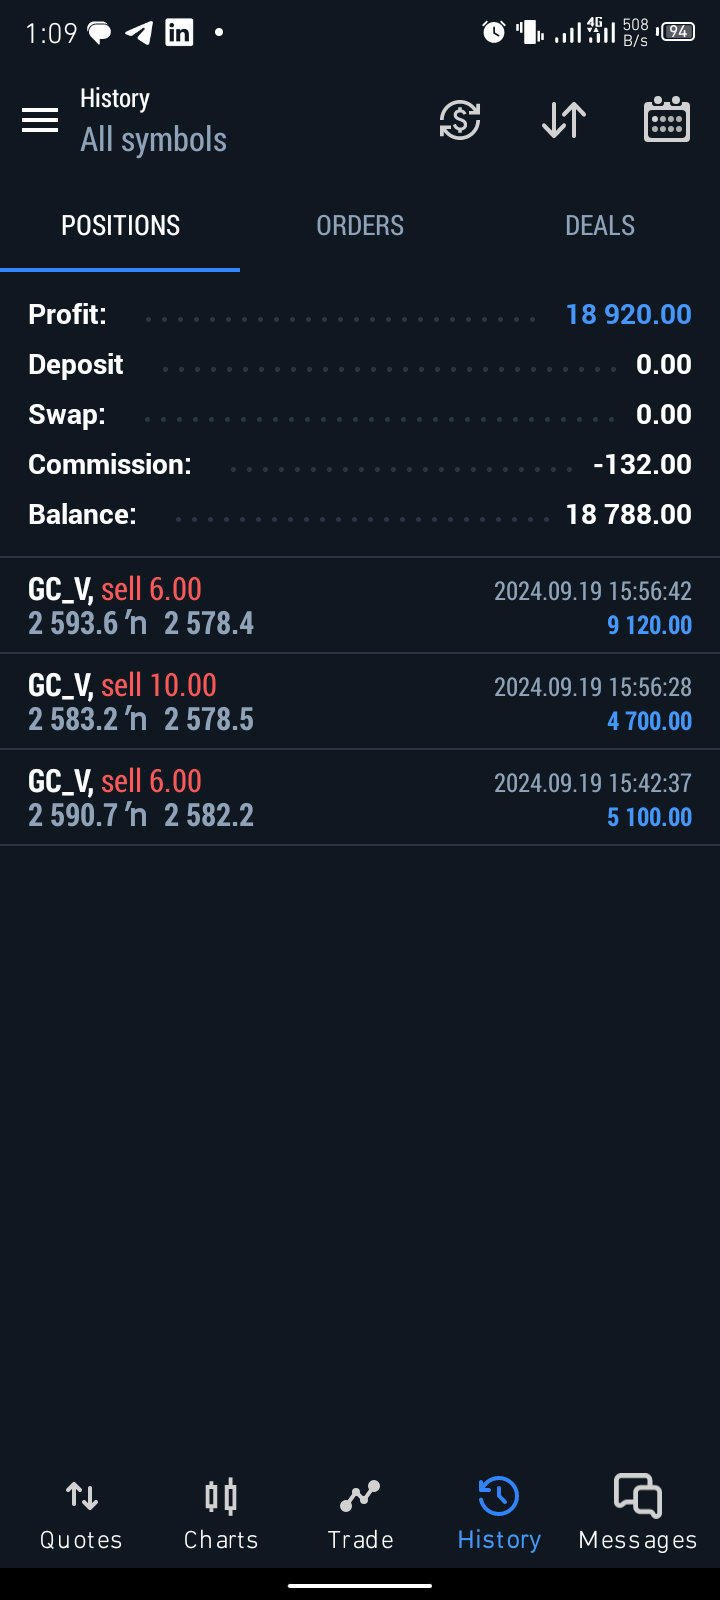 1:09 4G 508 B/s 94
History
All symbols
POSITIONS ORDERS DEALS
Profit: 18 920.00
Deposit 0.00
Swap: 0.00
Commission: -132.00
Balance: 18 788.00
GC_V, sell 6.00 2024.09.19 15:56:42
2 593.6 ’n 2 578.4 9 120.00
GC_V, sell 10.00 2024.09.19 15:56:28
2 583.2 ’n 2 578.5 4 700.00
GC_V, sell 6.00 2024.09.19 15:42:37
2 590.7 ’n 2 582.2 5 100.00
Quotes Charts Trade History Messages